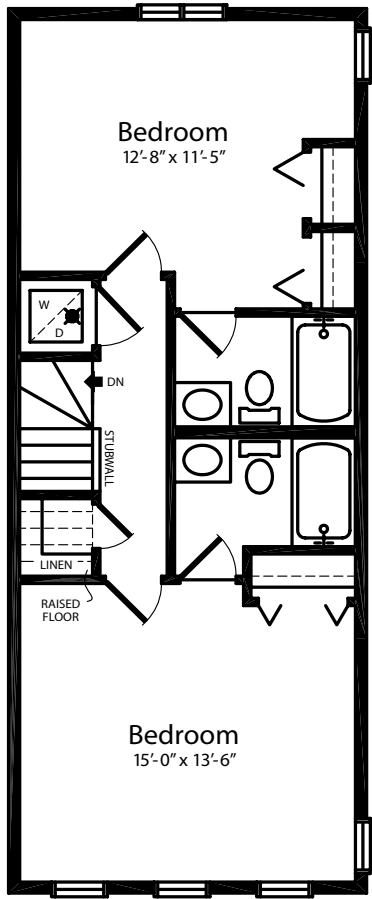 Bedroom
12'-8" x 11'-5"
W
D
DN
STUBWALL
LINEN
RAISED
FLOOR
Bedroom
15'-0" x 13'-6"